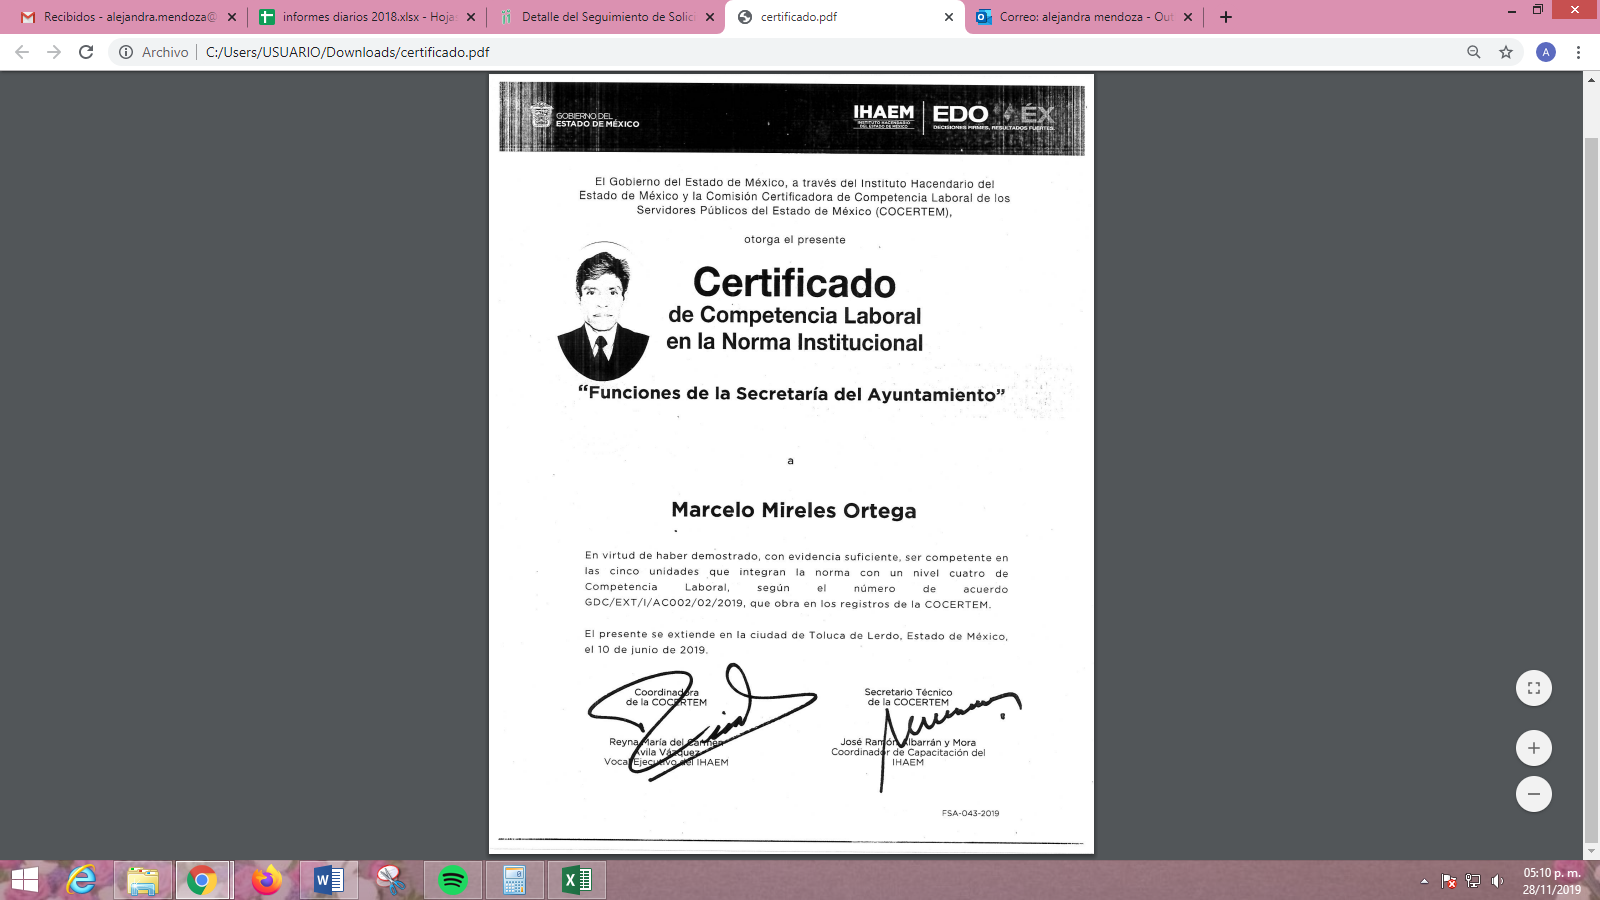 Recibidos - alejandra.mendoza@
informes diarios 2018.xlsx - Hoja
Detalle del Seguimiento de Solici
certificado.pdf
Correo: alejandra mendoza - Out
Archivo
C:/Users/USUARIO/Downloads/certificado.pdf
A
GOBIERNO DEL
ESTADO DE MÉXICO
IHAEM
INSTITUTO HACENDARIO
DEL ESTADO DE MÉXICO
EDOMÉX
DECISIONES FIRMES, RESULTADOS FUERTES.
El Gobierno del Estado de México, a través del Instituto Hacendario del
Estado de México y la Comisión Certificadora de Competencia Laboral de los
Servidores Públicos del Estado de México (COCERTEM),
otorga el presente
Certificado
de Competencia Laboral
en la Norma Institucional
“Funciones de la Secretaría del Ayuntamiento”
a
Marcelo Mireles Ortega
En virtud de haber demostrado, con evidencia suficiente, ser competente en
las cinco unidades que integran la norma con un nivel cuatro de
Competencia Laboral, según el número de acuerdo
GDC/EXT/I/AC002/02/2019, que obra en los registros de la COCERTEM.
El presente se extiende en la ciudad de Toluca de Lerdo, Estado de México,
el 10 de junio de 2019.
Coordinadora
de la COCERTEM
Reyna María del Carmen
Ávila Vázquez
Vocal Ejecutivo del IHAEM
Secretario Técnico
de la COCERTEM
José Ramón Albarrán y Mora
Coordinador de Capacitación del
IHAEM
FSA-043-2019
05:10 p. m.
28/11/2019